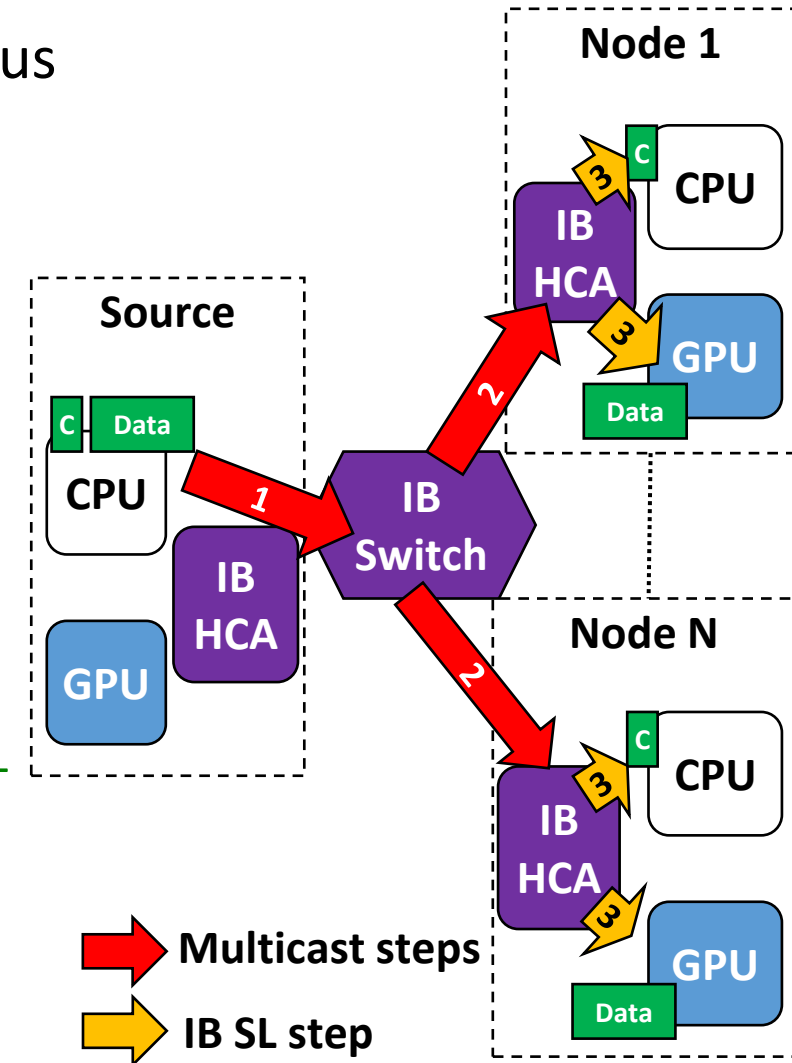 us
Node 1
C
CPU
3
IB
HCA
3
GPU
Data
2
Source
C
Data
CPU
1
IB
Switch
IB
HCA
GPU
2
Node N
C
CPU
3
IB
HCA
3
GPU
Data
Multicast steps
IB SL step